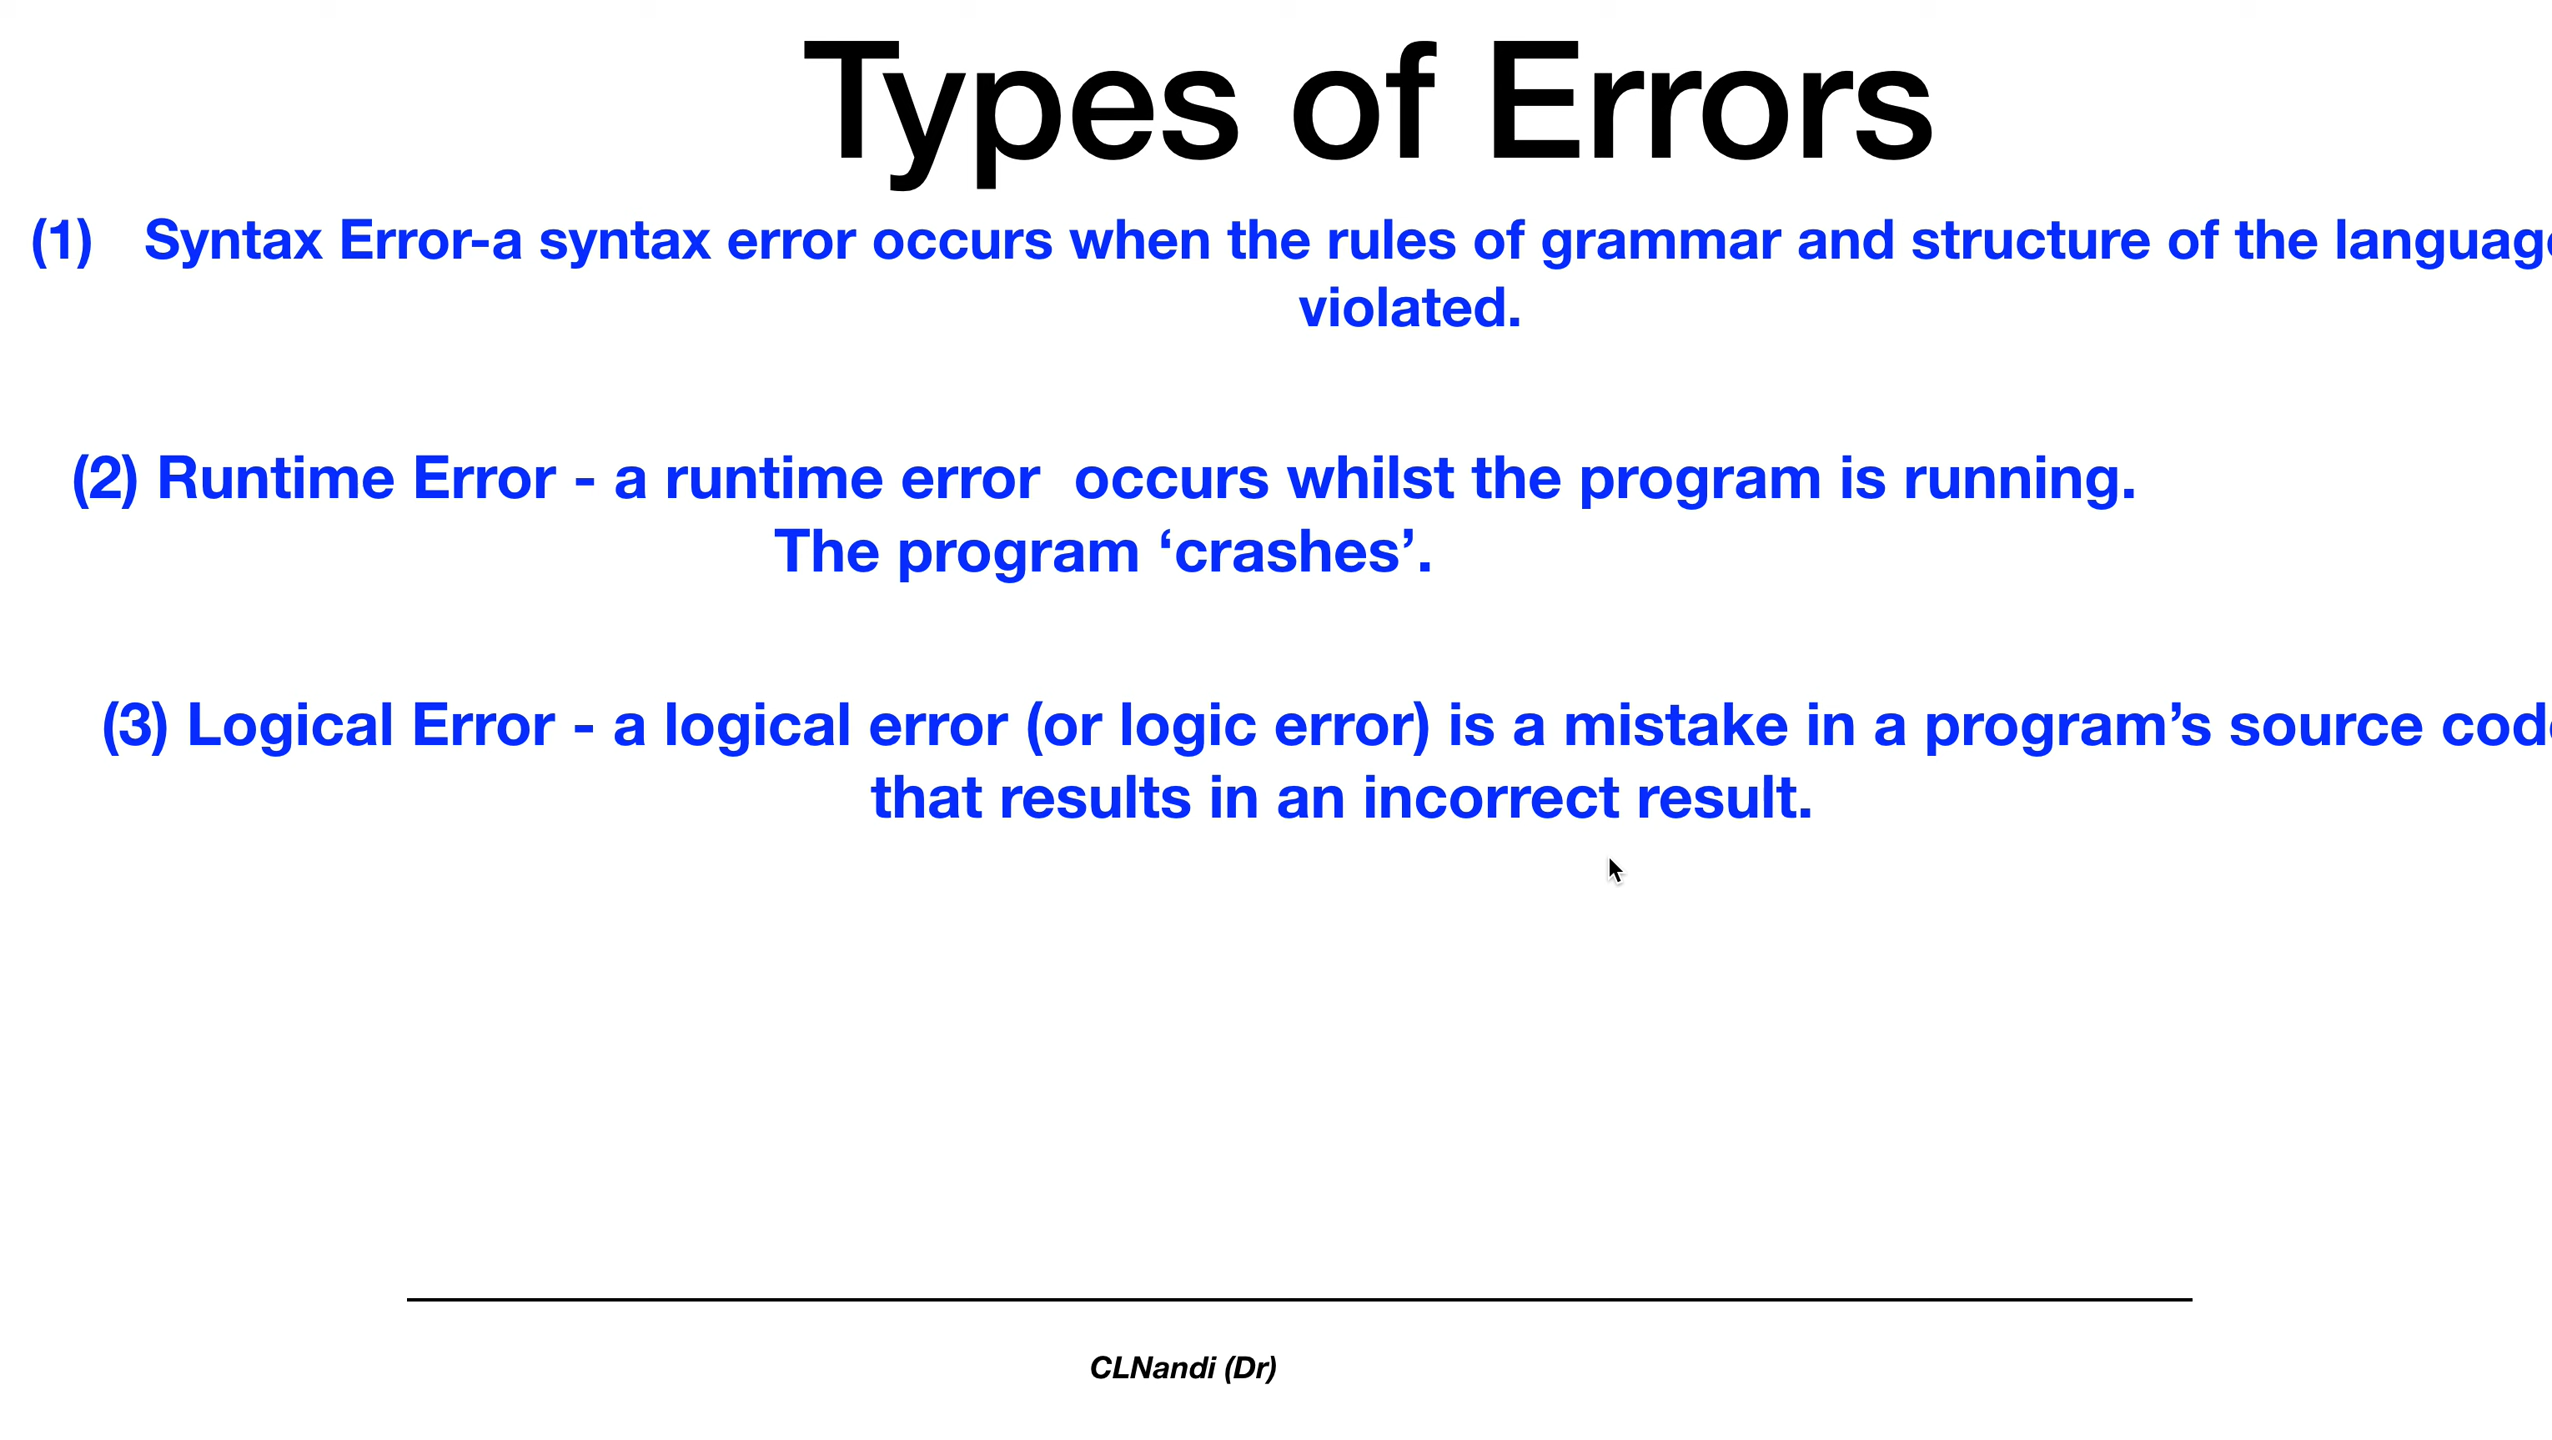 Types of Errors
(1) Syntax Error-a syntax error occurs when the rules of grammar and structure of the language
violated.
(2) Runtime Error - a runtime error occurs whilst the program is running.
The program ‘crashes’.
(3) Logical Error - a logical error (or logic error) is a mistake in a program’s source code
that results in an incorrect result.
CLNandi (Dr)